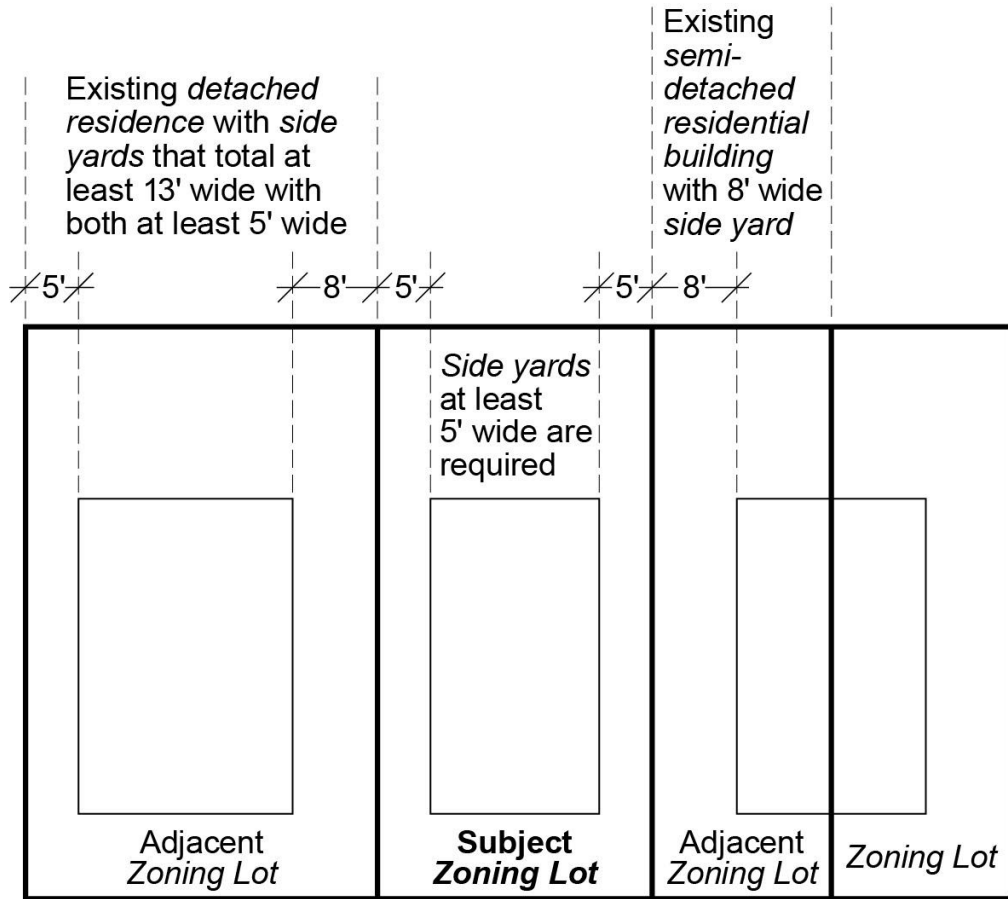 Existing detached
residence with side
yards that total at
least 13' wide with
both at least 5' wide
Existing
semi-
detached
residential
building
with 8' wide
side yard
5'
8'
5'
5'
8'
Side yards
at least
5' wide are
required
Adjacent
Zoning Lot
Subject
Zoning Lot
Adjacent
Zoning Lot
Zoning Lot